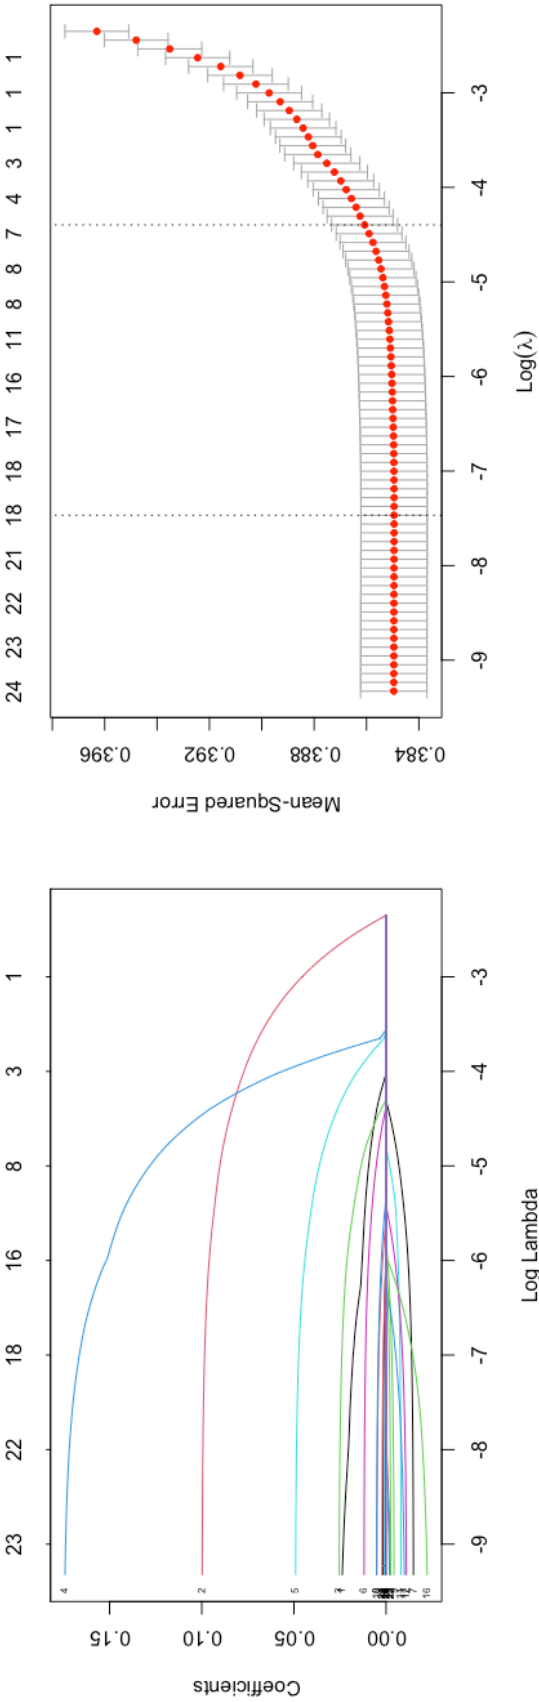 23 22 18 16 8 3 1
Coefficients
0.15
0.10
0.05
0.00
4
2
5
6
7
16
-9 -8 -7 -6 -5 -4 -3
Log Lambda
24 23 22 21 18 18 17 16 11 8 8 7 4 3 1 1 1
Mean-Squared Error
0.396
0.392
0.388
0.384
-9 -8 -7 -6 -5 -4 -3
Log(λ)